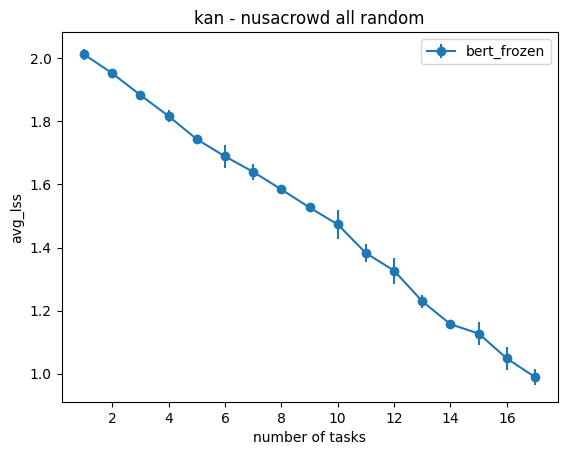 kan - nusacrowd all random
bert_frozen
avg_lss
2.0
1.8
1.6
1.4
1.2
1.0
2 4 6 8 10 12 14 16
number of tasks